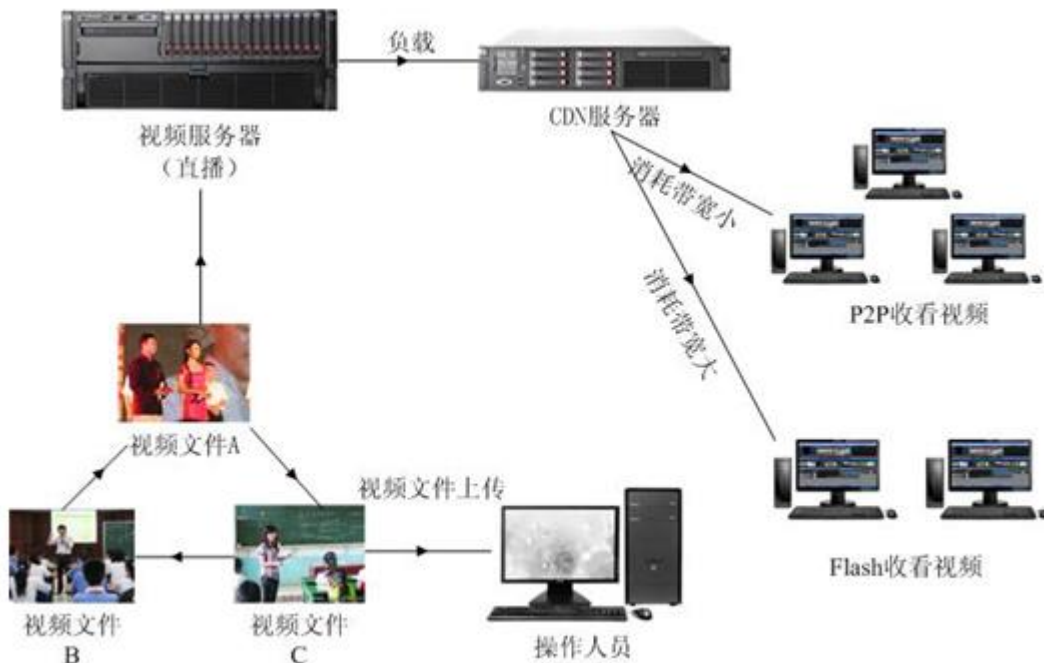 负载
视频服务器
（直播）
CDN服务器
消耗带宽小
消耗带宽大
P2P收看视频
视频文件A
视频文件上传
Flash收看视频
视频文件
B
视频文件
C
操作人员